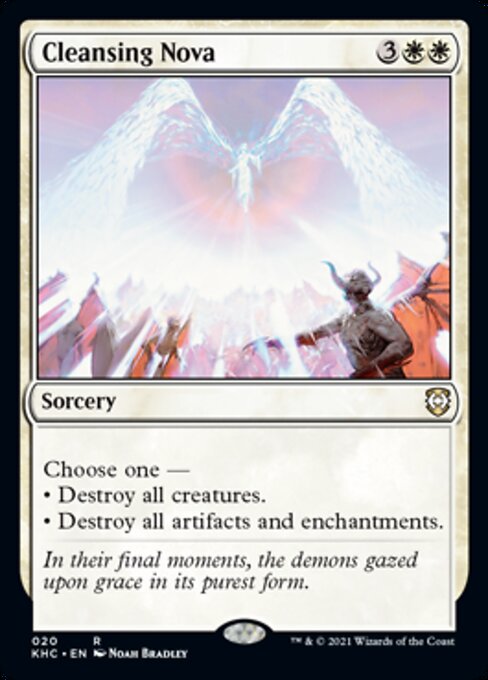 Cleansing Nova 3
Sorcery
Choose one —
• Destroy all creatures.
• Destroy all artifacts and enchantments.
In their final moments, the demons gazed
upon grace in its purest form.
020 R
KHC • EN Noah Bradley
™ & © 2021 Wizards of the Coast